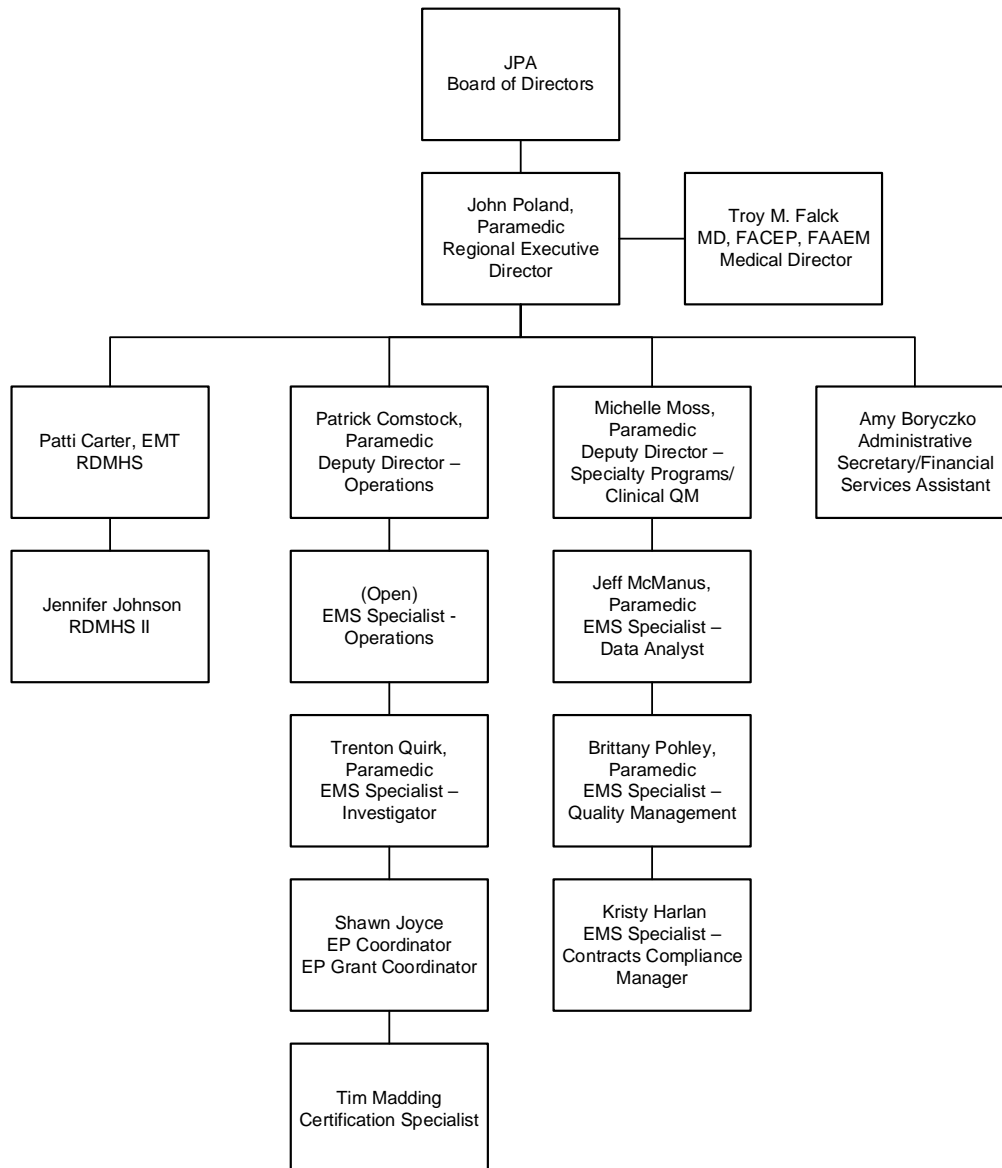 JPA
Board of Directors
John Poland,
Paramedic
Regional Executive
Director
Troy M. Falck
MD, FACEP, FAAEM
Medical Director
Patti Carter, EMT
RDMHS
Patrick Comstock,
Paramedic
Deputy Director –
Operations
Michelle Moss,
Paramedic
Deputy Director –
Specialty Programs/
Clinical QM
Amy Boryczko
Administrative
Secretary/Financial
Services Assistant
Jennifer Johnson
RDMHS II
(Open)
EMS Specialist -
Operations
Jeff McManus,
Paramedic
EMS Specialist –
Data Analyst
Trenton Quirk,
Paramedic
EMS Specialist –
Investigator
Brittany Pohley,
Paramedic
EMS Specialist –
Quality Management
Shawn Joyce
EP Coordinator
EP Grant Coordinator
Kristy Harlan
EMS Specialist –
Contracts Compliance
Manager
Tim Madding
Certification Specialist